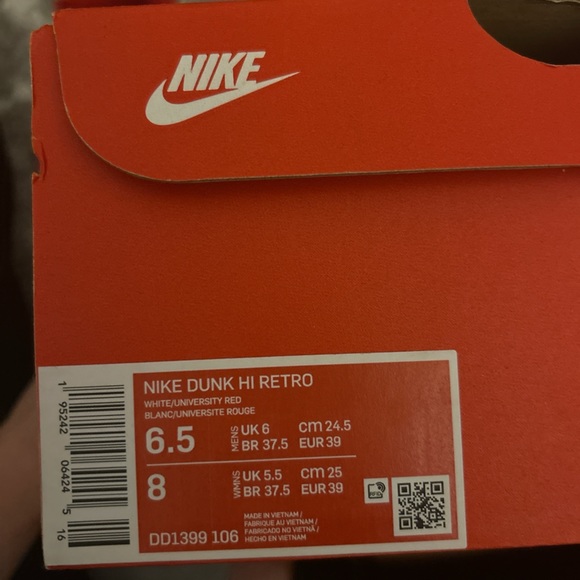 NIKE
NIKE DUNK HI RETRO
WHITE/UNIVERSITY RED
BLANC/UNIVERSITE ROUGE
6.5 MENS UK 6 cm 24.5
BR 37.5 EUR 39
8 WMNS UK 5.5 cm 25
BR 37.5 EUR 39
MADE IN VIETNAM /
FABRIQUE AU VIETNAM /
FABRICADO NO VIETNÃ /
HECHO EN VIETNAM
DD1399 106
RFID
1 95242 06424 5 16